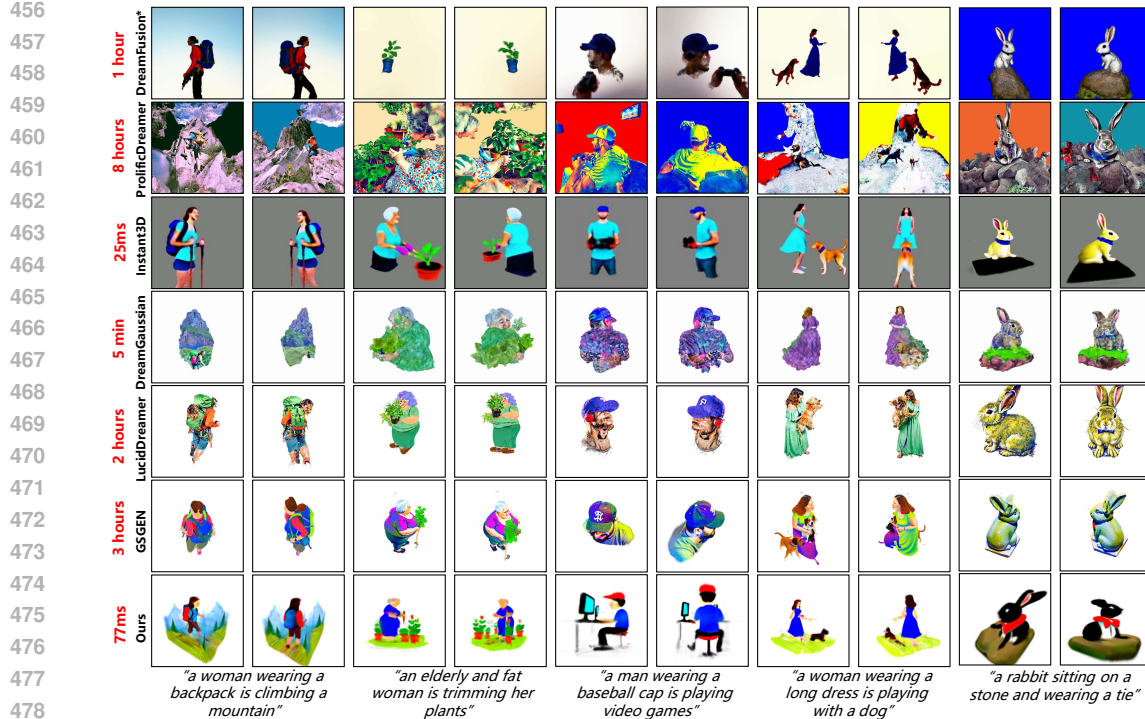 456
457
458
459
460
461
462
463
464
465
466
467
468
469
470
471
472
473
474
475
476
477
478
1 hour
DreamFusion*
8 hours
ProlificDreamer
25ms
Instant3D
5 min
DreamGaussian
2 hours
LucidDreamer
3 hours
GSGEN
77ms
Ours
"a woman wearing a
backpack is climbing a
mountain"
"an elderly and fat
woman is trimming her
plants"
"a man wearing a
baseball cap is playing
video games"
"a woman wearing a
long dress is playing
with a dog"
"a rabbit sitting on a
stone and wearing a tie"